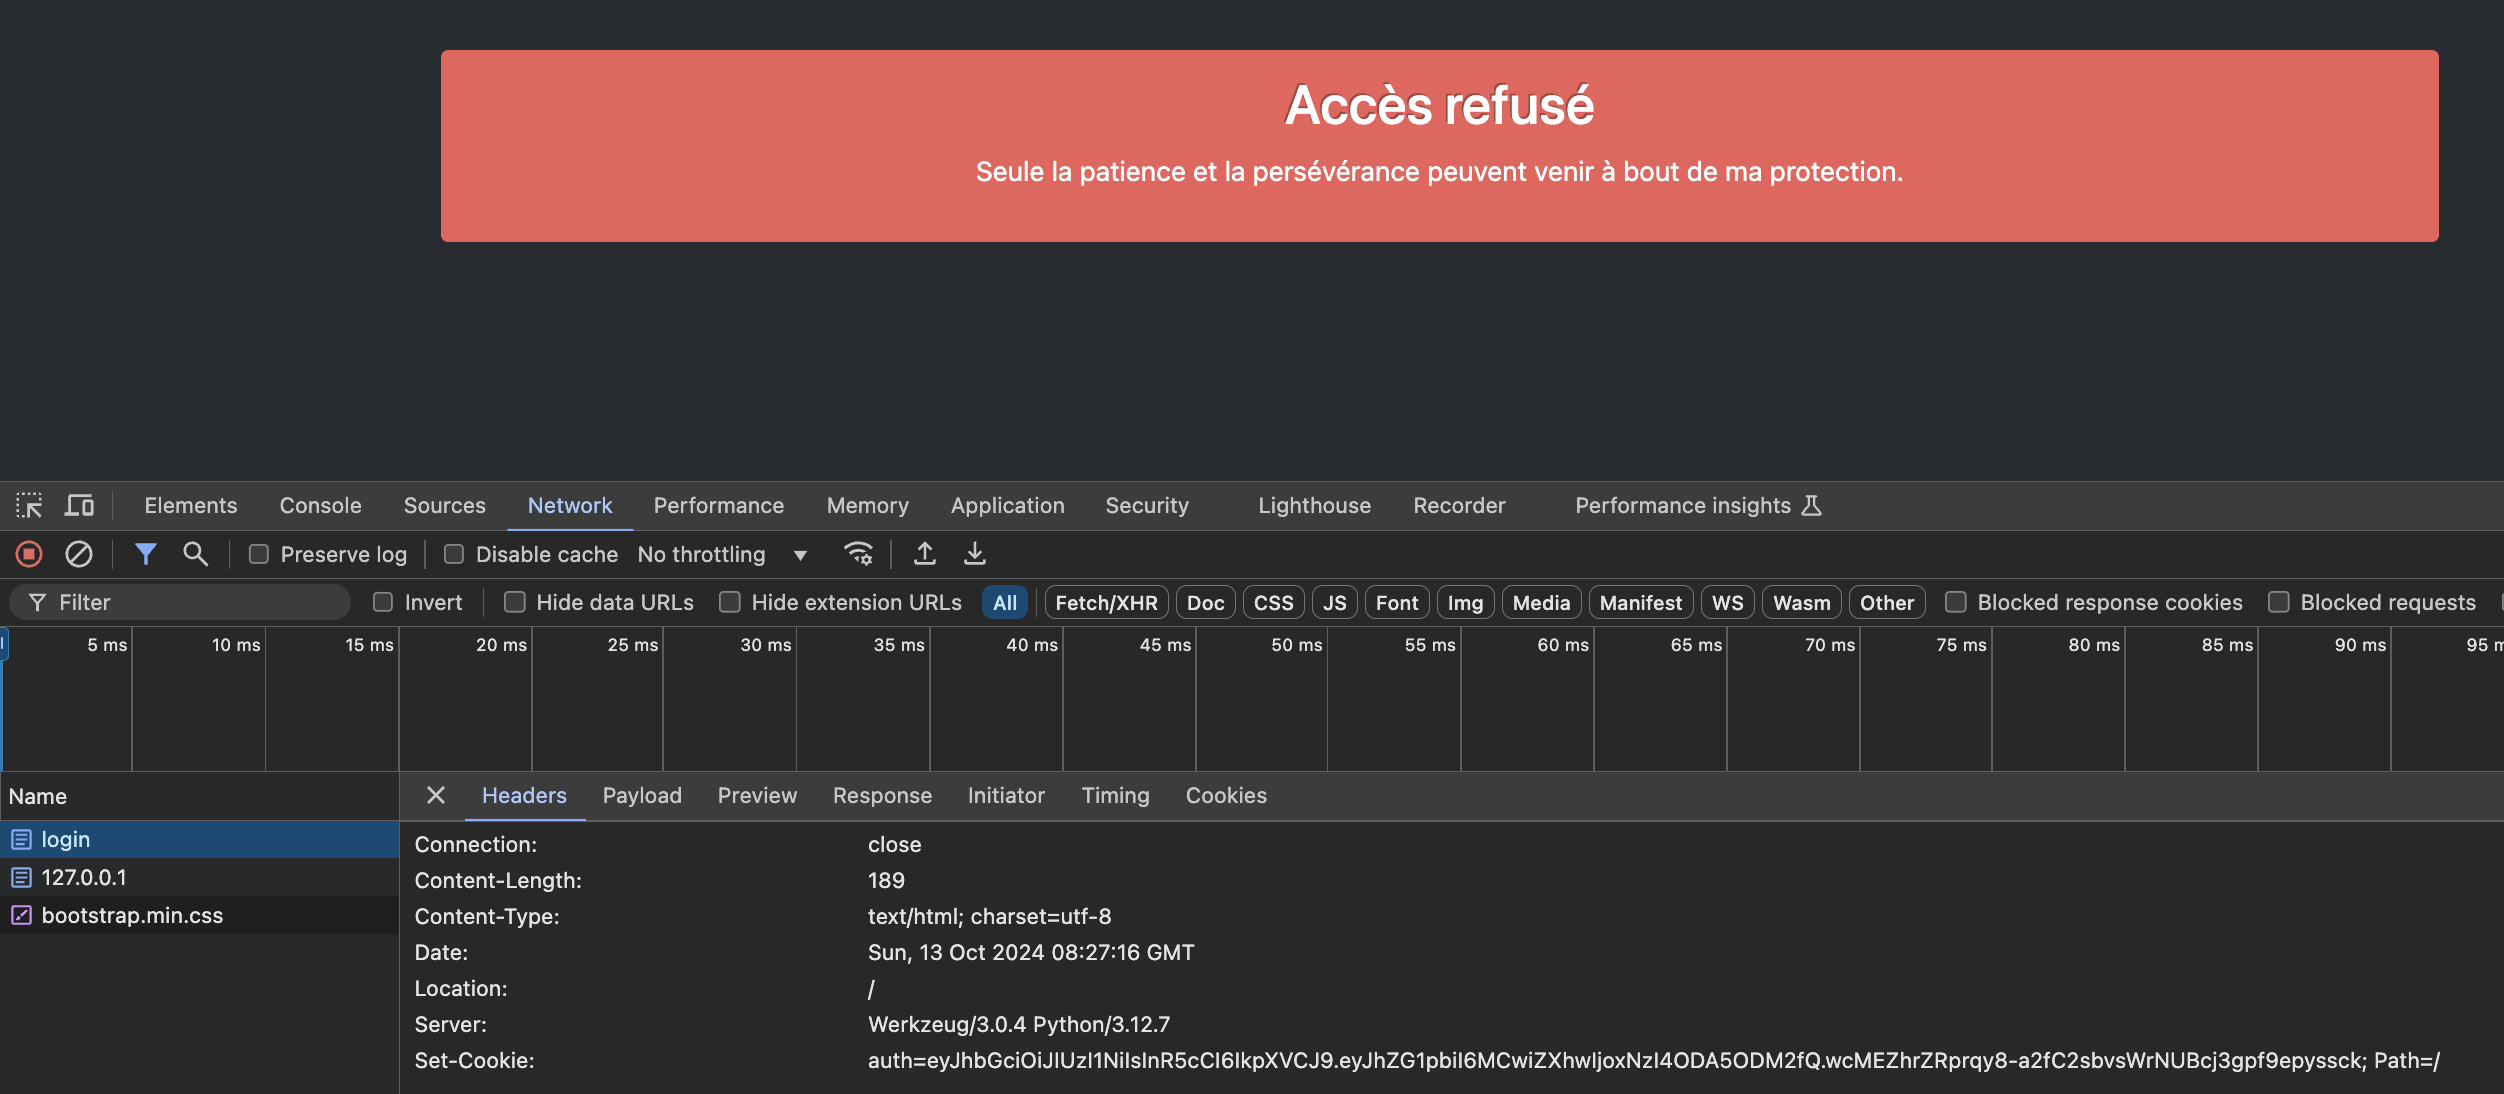 Accès refusé
Seule la patience et la persévérance peuvent venir à bout de ma protection.
Elements Console Sources Network Performance Memory Application Security Lighthouse Recorder Performance insights
Preserve log Disable cache No throttling
Filter Invert Hide data URLs Hide extension URLs All Fetch/XHR Doc CSS JS Font Img Media Manifest WS Wasm Other Blocked response cookies Blocked requests
5 ms 10 ms 15 ms 20 ms 25 ms 30 ms 35 ms 40 ms 45 ms 50 ms 55 ms 60 ms 65 ms 70 ms 75 ms 80 ms 85 ms 90 ms 95 m
Name Headers Payload Preview Response Initiator Timing Cookies
login
127.0.0.1
bootstrap.min.css
Connection: close
Content-Length: 189
Content-Type: text/html; charset=utf-8
Date: Sun, 13 Oct 2024 08:27:16 GMT
Location: /
Server: Werkzeug/3.0.4 Python/3.12.7
Set-Cookie: auth=eyJhbGciOiJIUzI1NiIsInR5cCI6IkpXVCJ9.eyJhZG1pbiI6MCwiZXhwIjoxNzI4ODA5ODM2fQ.wcMEZhrZRprqy8-a2fC2sbvsWrNUBcj3gpf9epyssck; Path=/